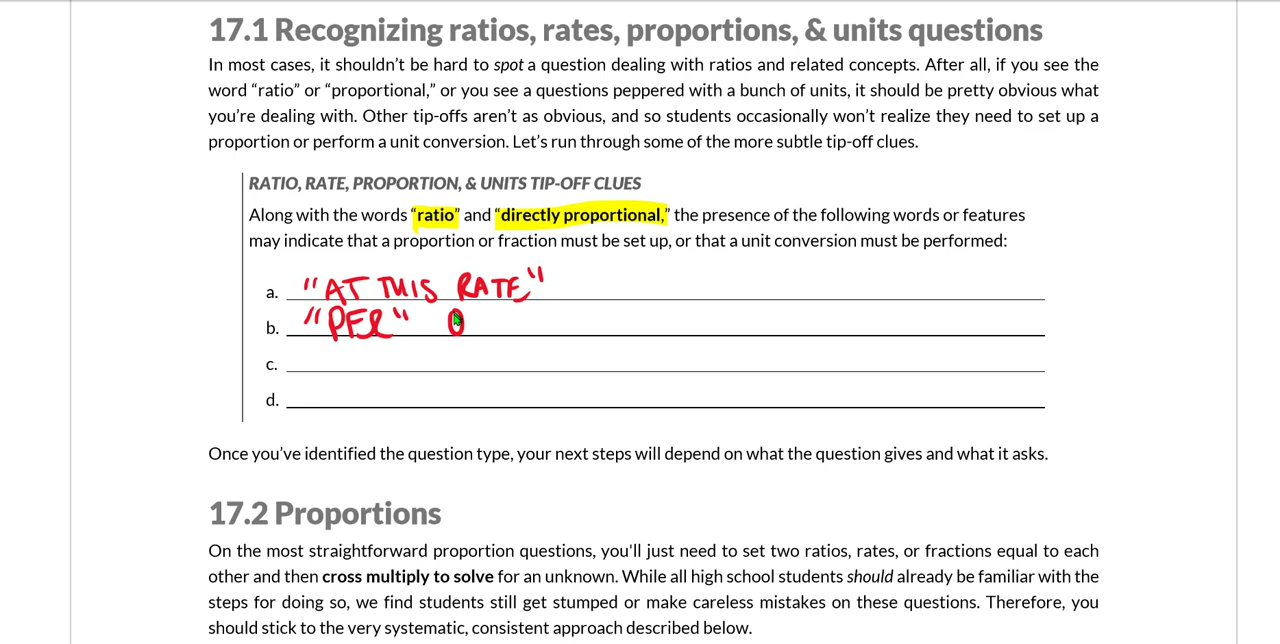 17.1 Recognizing ratios, rates, proportions, & units questions
In most cases, it shouldn't be hard to spot a question dealing with ratios and related concepts. After all, if you see the
word “ratio” or “proportional,” or you see a questions peppered with a bunch of units, it should be pretty obvious what
you're dealing with. Other tip-offs aren't as obvious, and so students occasionally won't realize they need to set up a
proportion or perform a unit conversion. Let's run through some of the more subtle tip-off clues.
RATIO, RATE, PROPORTION, & UNITS TIP-OFF CLUES
Along with the words “ratio” and “directly proportional,” the presence of the following words or features
may indicate that a proportion or fraction must be set up, or that a unit conversion must be performed:
a. "AT THIS RATE"
b. "PER"
c.
d.
Once you've identified the question type, your next steps will depend on what the question gives and what it asks.
17.2 Proportions
On the most straightforward proportion questions, you'll just need to set two ratios, rates, or fractions equal to each
other and then cross multiply to solve for an unknown. While all high school students should already be familiar with the
steps for doing so, we find students still get stumped or make careless mistakes on these questions. Therefore, you
should stick to the very systematic, consistent approach described below.